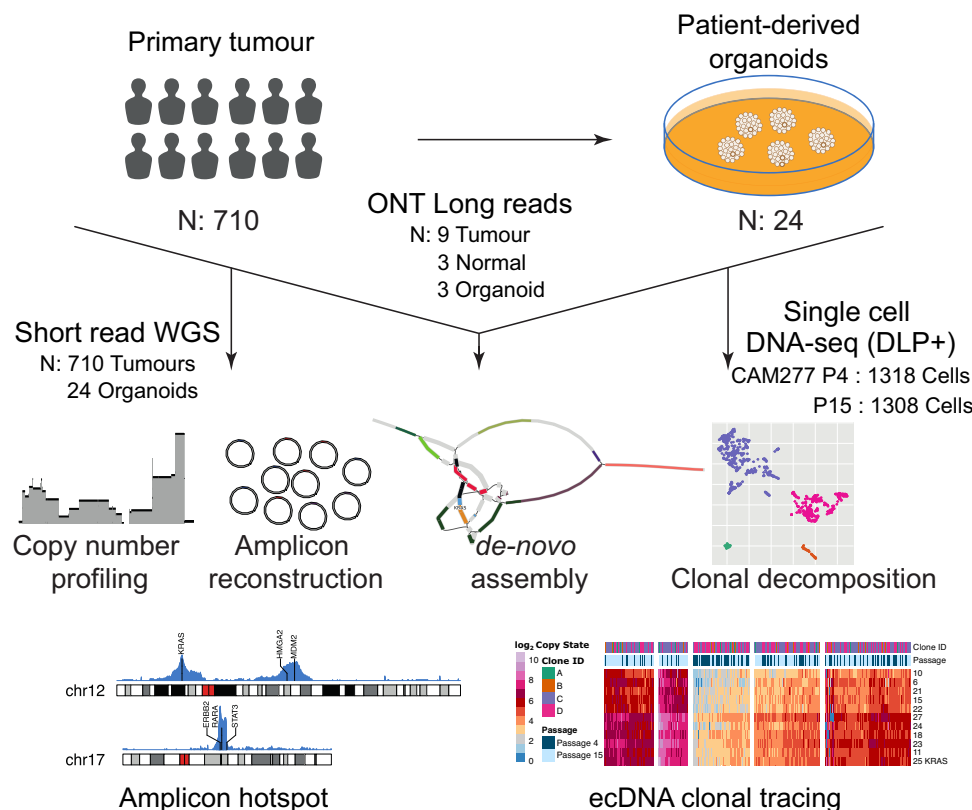 Primary tumour
Patient-derived
organoids
N: 710
ONT Long reads
N: 9 Tumour
3 Normal
3 Organoid
N: 24
Short read WGS
N: 710 Tumours
24 Organoids
Single cell
DNA-seq (DLP+)
CAM277 P4 : 1318 Cells
P15 : 1308 Cells
KRAS
Copy number
profiling
Amplicon
reconstruction
de-novo
assembly
Clonal decomposition
KRAS
HMGA2
MDM2
chr12
ERBB2
RARA
STAT3
chr17
Amplicon hotspot
log2 Copy State
10
8
6
4
2
0
Clone ID
A
B
C
D
Passage
Passage 4
Passage 15
Clone ID
Passage
10
6
21
15
22
27
24
18
23
11
25 KRAS
ecDNA clonal tracing